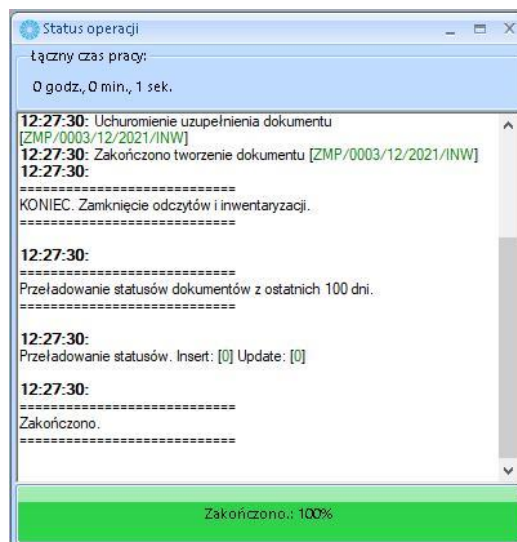 Status operacji
Łączny czas pracy:
0 godz., 0 min., 1 sek.
12:27:30: Uchuromienie uzupełnienia dokumentu
[ZMP/0003/12/2021/INW]
12:27:30: Zakończono tworzenie dokumentu [ZMP/0003/12/2021/INW]
12:27:30:
===========================
KONIEC. Zamknięcie odczytów i inwentaryzacji.
===========================
12:27:30:
===========================
Przeładowanie statusów dokumentów z ostatnich 100 dni.
===========================
12:27:30:
Przeładowanie statusów. Insert: [0] Update: [0]
12:27:30:
===========================
Zakończono.
===========================
Zakończono.: 100%